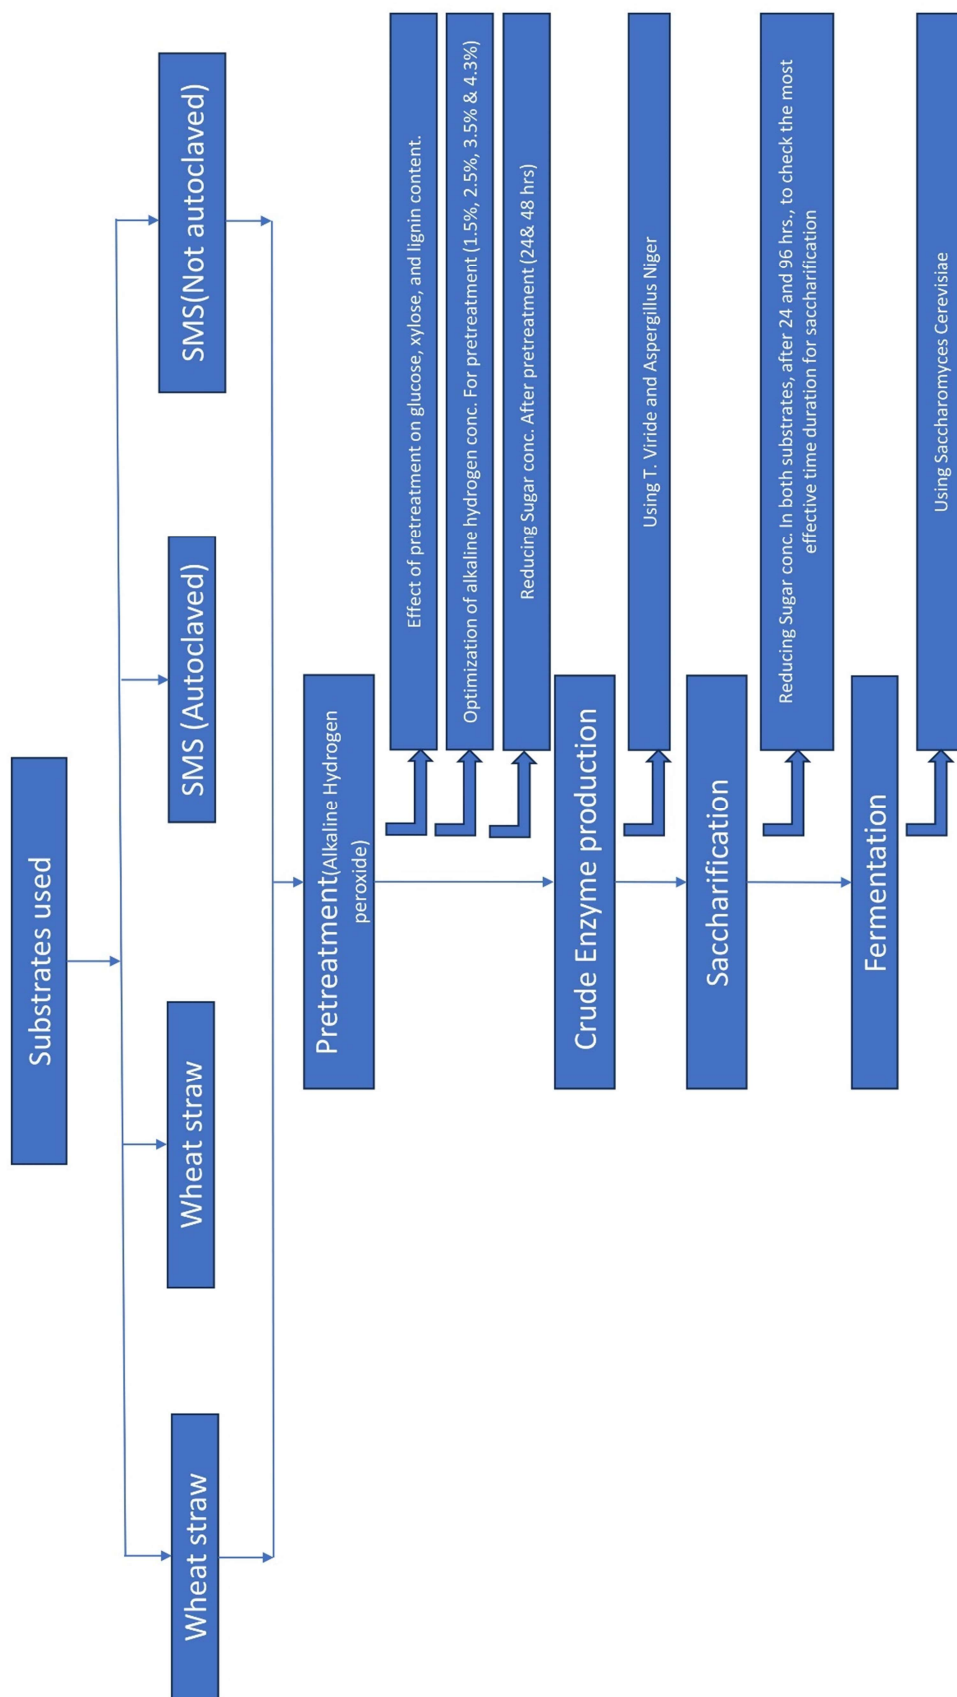 Substrates used
Wheat straw
Wheat straw
SMS (Autoclaved)
SMS(Not autoclaved)
Pretreatment(Alkaline Hydrogen
peroxide)
Effect of pretreatment on glucose, xylose, and lignin content.
Optimization of alkaline hydrogen conc. For pretreatment (1.5%, 2.5%, 3.5% & 4.3%)
Reducing Sugar conc. After pretreatment (24& 48 hrs)
Crude Enzyme production
Using T. Viride and Aspergillus Niger
Saccharification
Reducing Sugar conc. In both substrates, after 24 and 96 hrs., to check the most
effective time duration for saccharification
Fermentation
Using Saccharomyces Cerevisiae